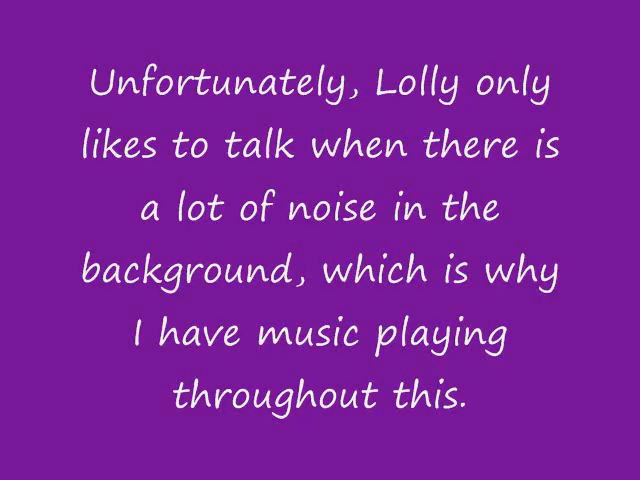 Unfortunately, Lolly only
likes to talk when there is
a lot of noise in the
background, which is why
I have music playing
throughout this.